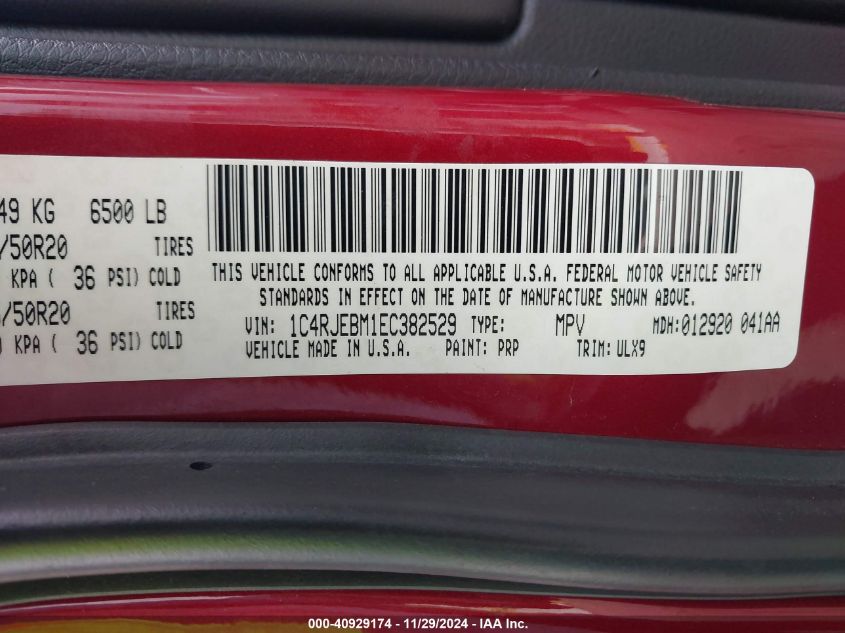 49 KG 6500 LB
/50R20 TIRES
KPA ( 36 PSI) COLD
/50R20 TIRES
KPA ( 36 PSI) COLD
THIS VEHICLE CONFORMS TO ALL APPLICABLE U.S.A. FEDERAL MOTOR VEHICLE SAFETY
STANDARDS IN EFFECT ON THE DATE OF MANUFACTURE SHOWN ABOVE.
VIN: 1C4RJEBM1EC382529 TYPE: MPV MDH:012920 041AA
VEHICLE MADE IN U.S.A. PAINT: PRP TRIM: ULX9
000-40929174 - 11/29/2024 - IAA Inc.